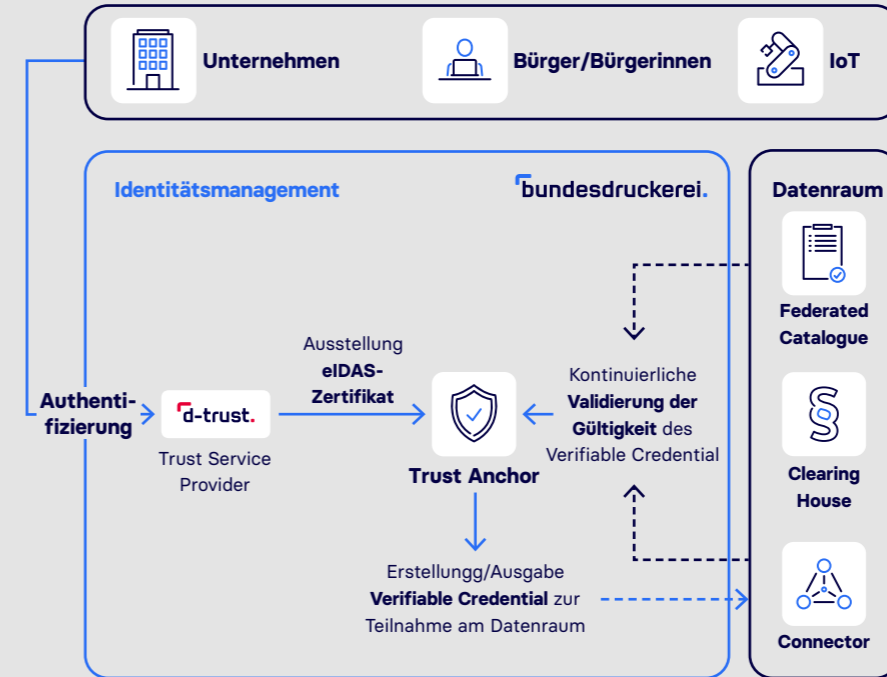 Unternehmen
Bürger/Bürgerinnen
IoT
Identitätsmanagement
bundesdruckerei.
Datenraum
Federated
Catalogue
Ausstellung
eIDAS-
Zertifikat
Kontinuierliche
Validierung der
Gültigkeit des
Verifiable Credential
Authenti-
fizierung
d-trust.
Trust Service
Provider
Trust Anchor
Clearing
House
Erstellungg/Ausgabe
Verifiable Credential zur
Teilnahme am Datenraum
Connector